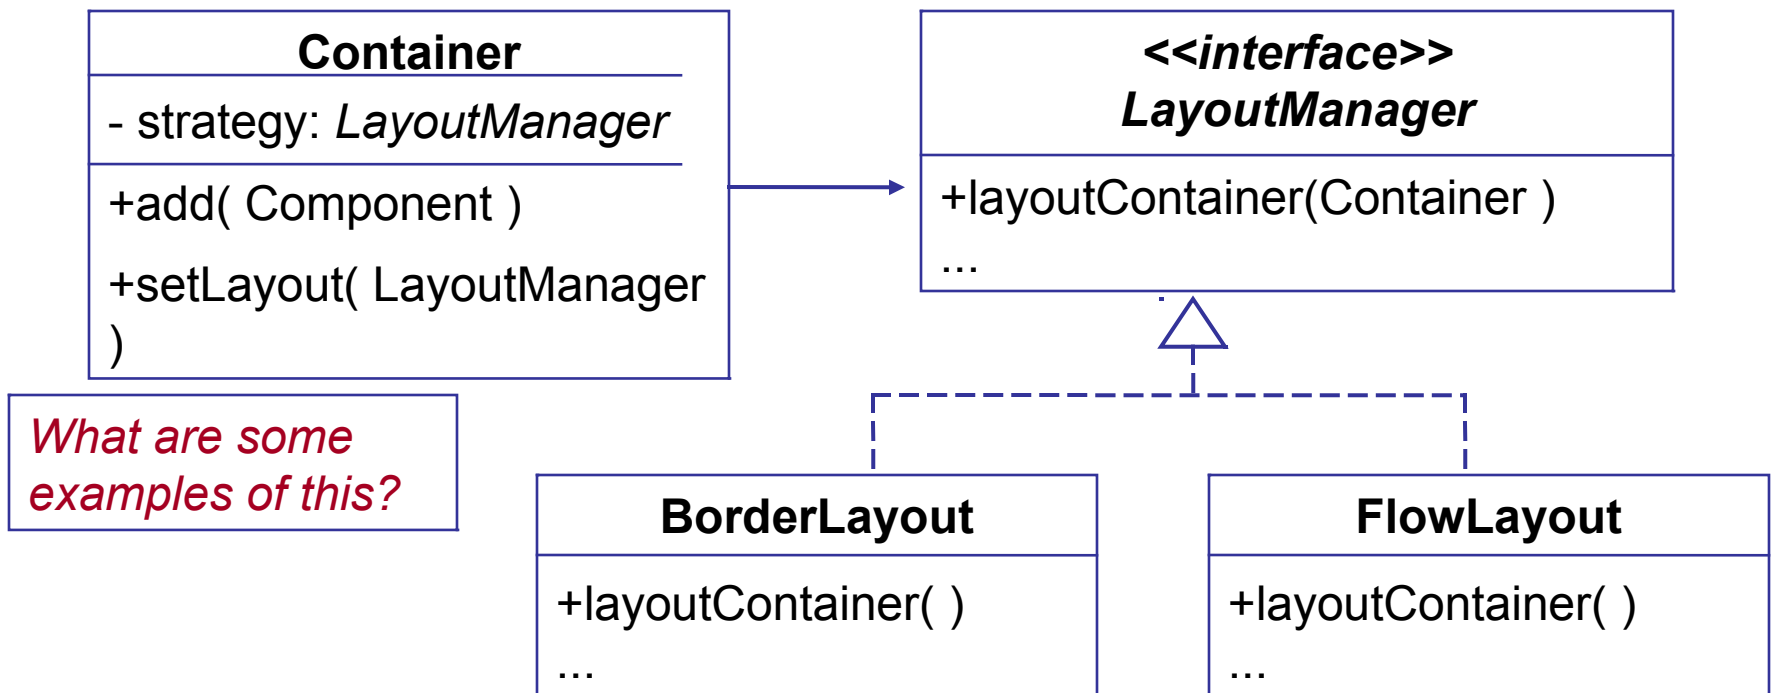 Container
- strategy: LayoutManager
+add( Component )
+setLayout( LayoutManager
)
<<interface>>
LayoutManager
+layoutContainer(Container )
...
What are some
examples of this?
BorderLayout
+layoutContainer( )
...
FlowLayout
+layoutContainer( )
...